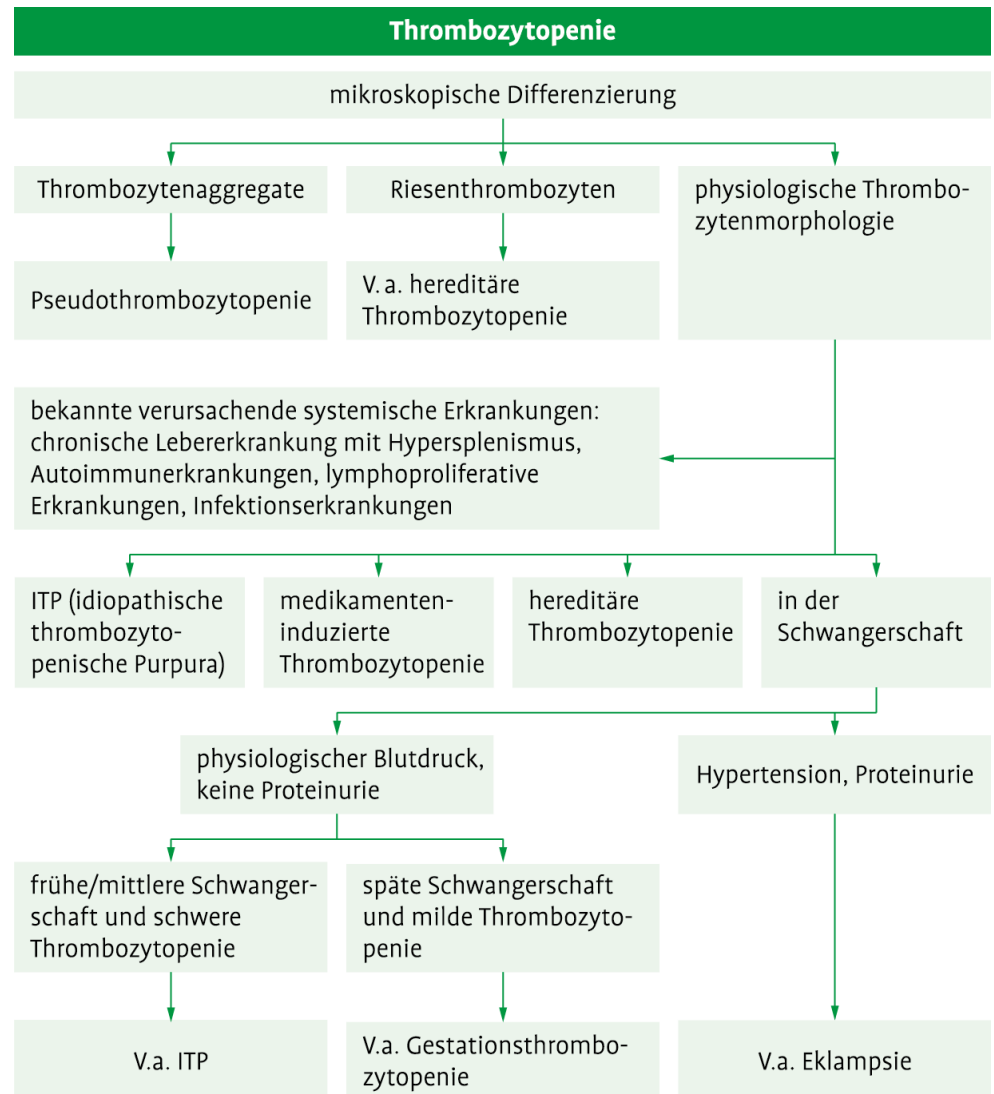 Thrombozytopenie
mikroskopische Differenzierung
Thrombozytenaggregate
Riesenthrombozyten
physiologische Thrombo-
zytenmorphologie
Pseudothrombozytopenie
V. a. hereditäre
Thrombozytopenie
bekannte verursachende systemische Erkrankungen:
chronische Lebererkrankung mit Hypersplenismus,
Autoimmunerkrankungen, lymphoproliferative
Erkrankungen, Infektionserkrankungen
ITP (idiopathische
thrombozyto-
penische Purpura)
medikamenten-
induzierte
Thrombozytopenie
hereditäre
Thrombozytopenie
in der
Schwangerschaft
physiologischer Blutdruck,
keine Proteinurie
Hypertension, Proteinurie
frühe/mittlere Schwanger-
schaft und schwere
Thrombozytopenie
späte Schwangerschaft
und milde Thrombozyto-
penie
V.a. ITP
V.a. Gestationsthrombo-
zytopenie
V.a. Eklampsie